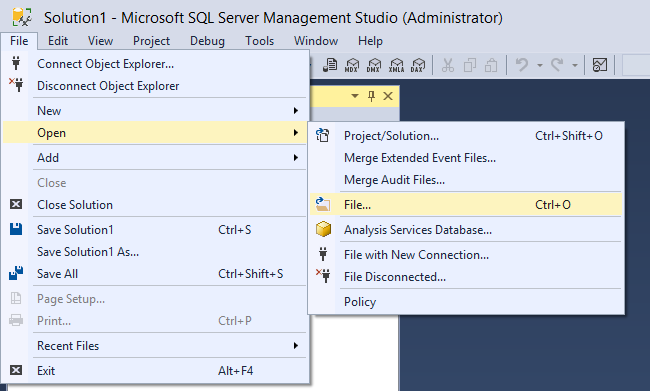 Solution1 - Microsoft SQL Server Management Studio (Administrator)
File Edit View Project Debug Tools Window Help
MDX DMX XMLA DAX
Connect Object Explorer...
Disconnect Object Explorer
New
Open
Add
Close
Close Solution
Save Solution1 Ctrl+S
Save Solution1 As...
Save All Ctrl+Shift+S
Page Setup...
Print... Ctrl+P
Recent Files
Exit Alt+F4
Project/Solution... Ctrl+Shift+O
Merge Extended Event Files...
Merge Audit Files...
File... Ctrl+O
Analysis Services Database...
File with New Connection...
File Disconnected...
Policy